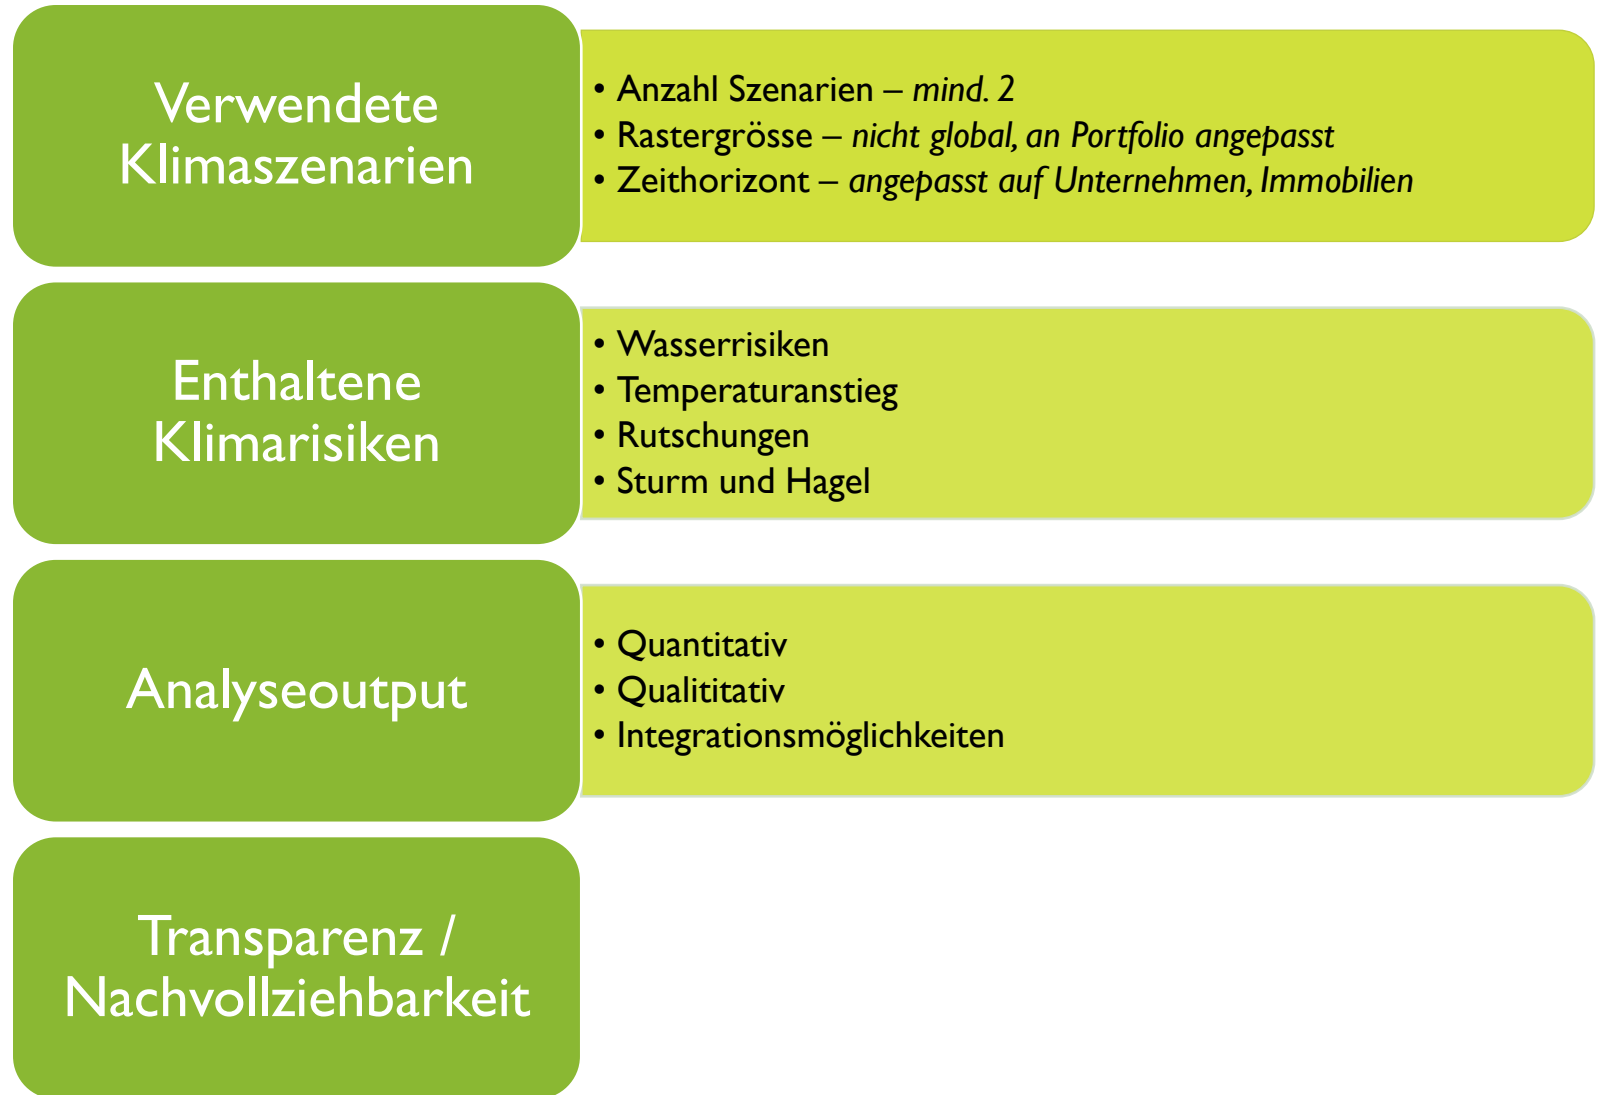 Verwendete
Klimaszenarien
• Anzahl Szenarien – mind. 2
• Rastergrösse – nicht global, an Portfolio angepasst
• Zeithorizont – angepasst auf Unternehmen, Immobilien
Enthaltene
Klimarisiken
• Wasserrisiken
• Temperaturanstieg
• Rutschungen
• Sturm und Hagel
Analyseoutput
• Quantitativ
• Qualititativ
• Integrationsmöglichkeiten
Transparenz /
Nachvollziehbarkeit